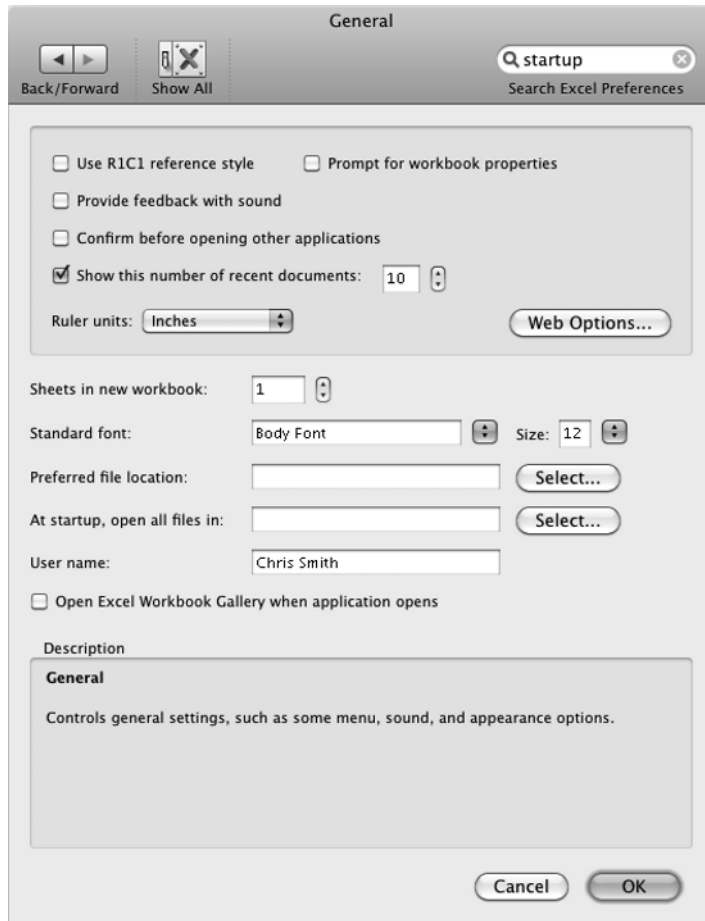 General
startup
Back/Forward Show All Search Excel Preferences
Use R1C1 reference style Prompt for workbook properties
Provide feedback with sound
Confirm before opening other applications
Show this number of recent documents: 10
Ruler units: Inches Web Options...
Sheets in new workbook: 1
Standard font: Body Font Size: 12
Preferred file location: Select...
At startup, open all files in: Select...
User name: Chris Smith
Open Excel Workbook Gallery when application opens
Description
General
Controls general settings, such as some menu, sound, and appearance options.
Cancel OK